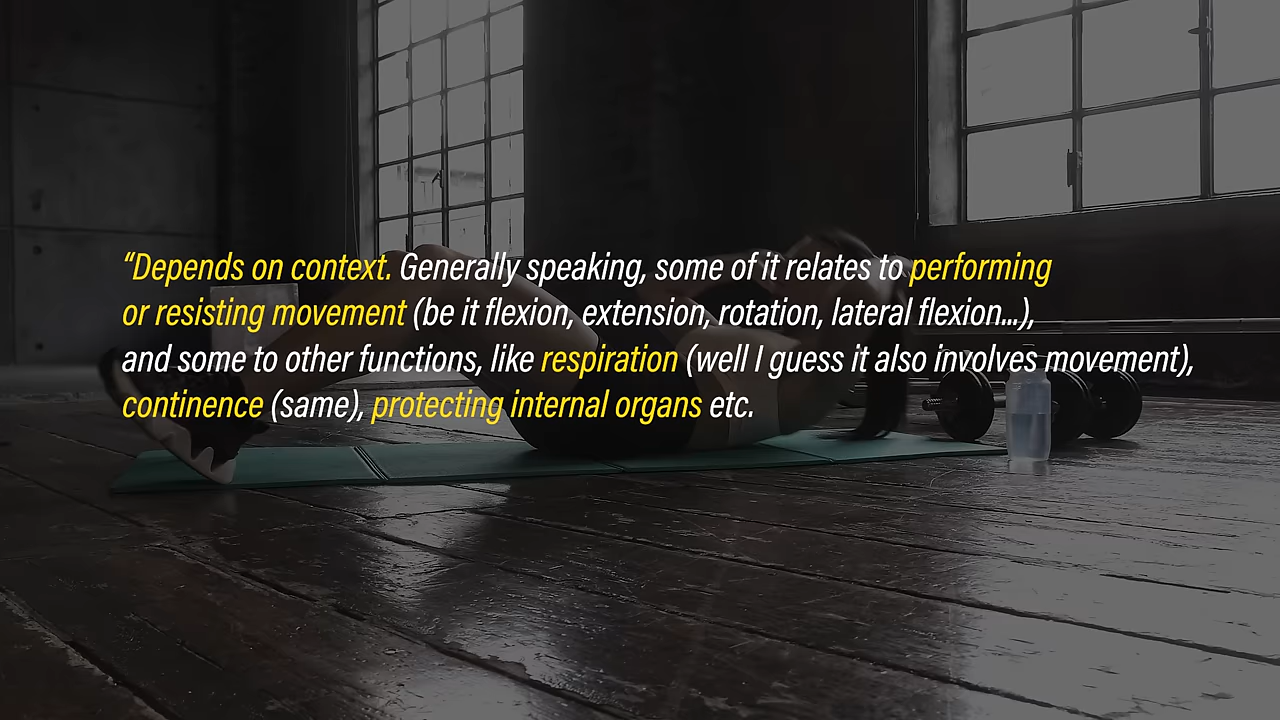 “Depends on context. Generally speaking, some of it relates to performing
or resisting movement (be it flexion, extension, rotation, lateral flexion...),
and some to other functions, like respiration (well I guess it also involves movement),
continence (same), protecting internal organs etc.